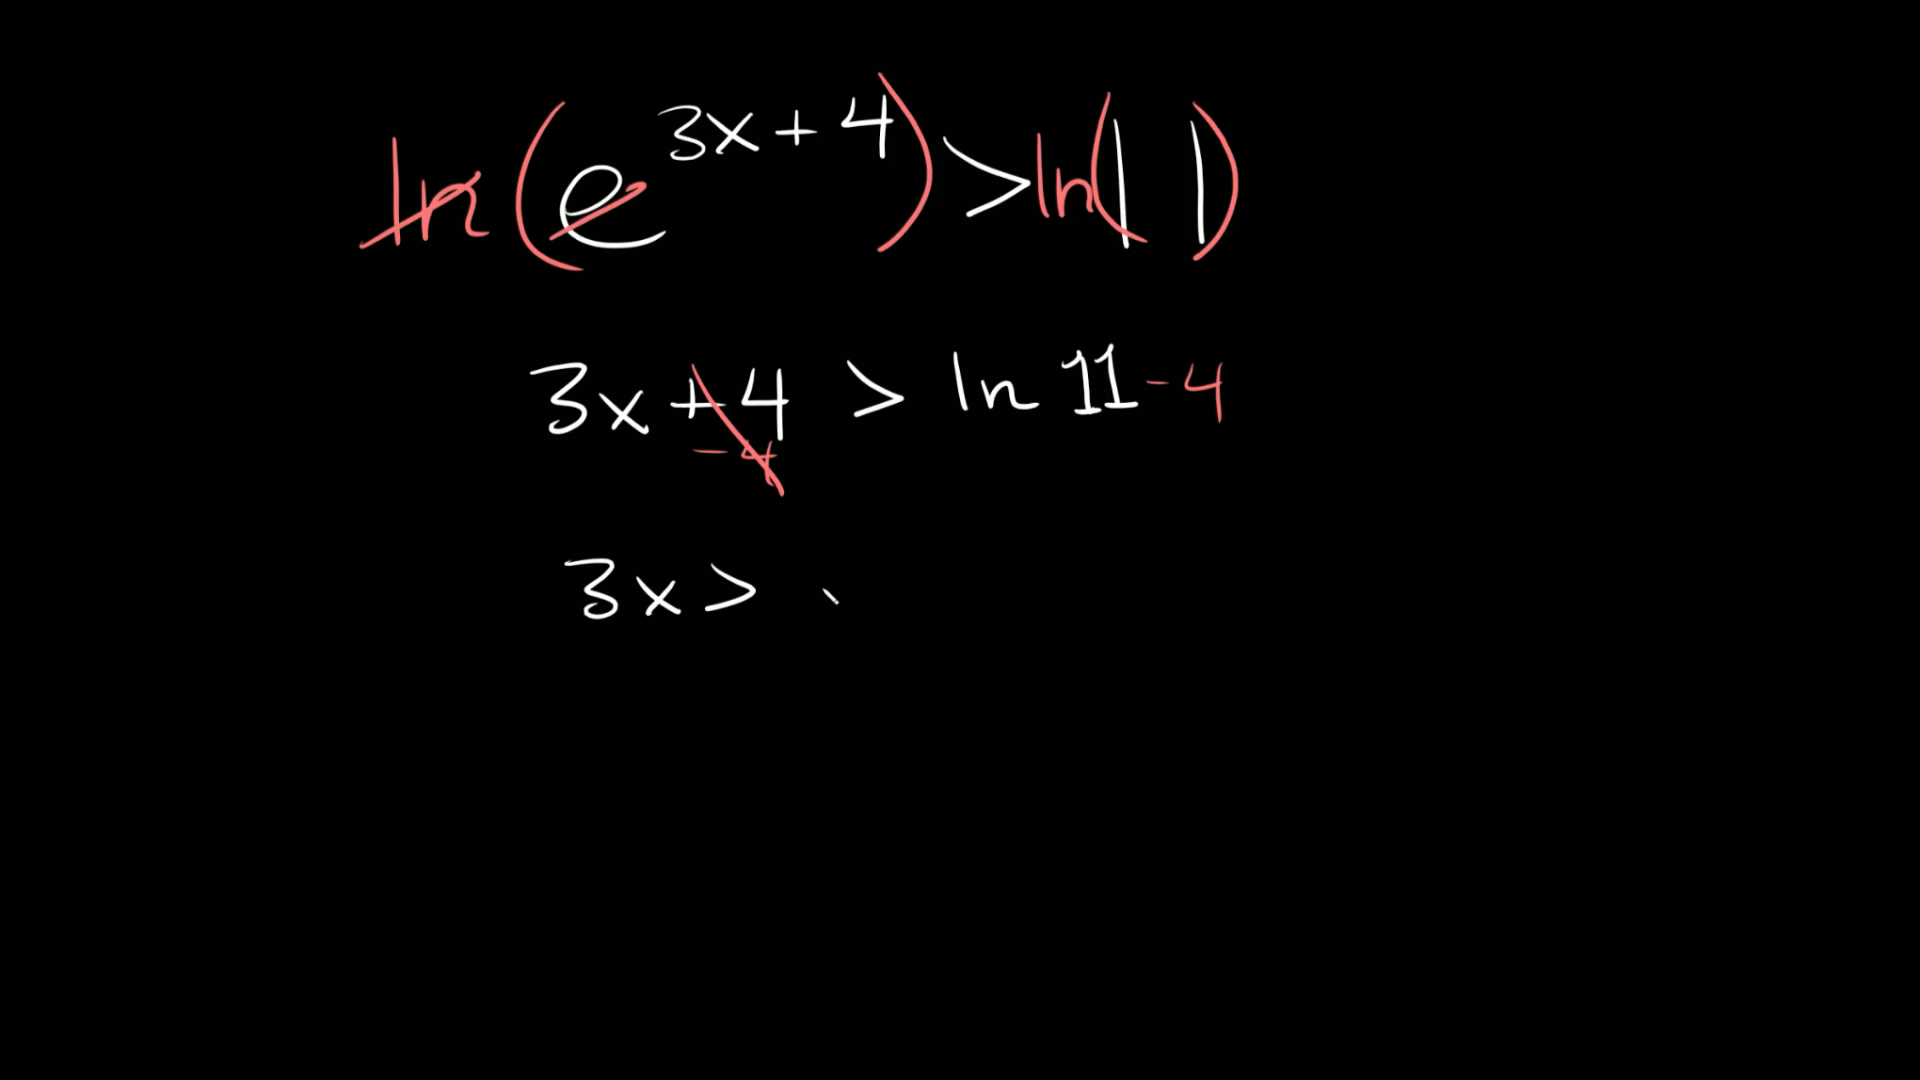 ln(e^{3x+4}) > ln(11)
3x + 4 > ln 11 - 4
- 4
3x >